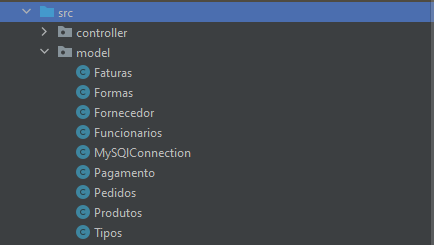 src
controller
model
Faturas
Formas
Fornecedor
Funcionarios
MySQlConnection
Pagamento
Pedidos
Produtos
Tipos